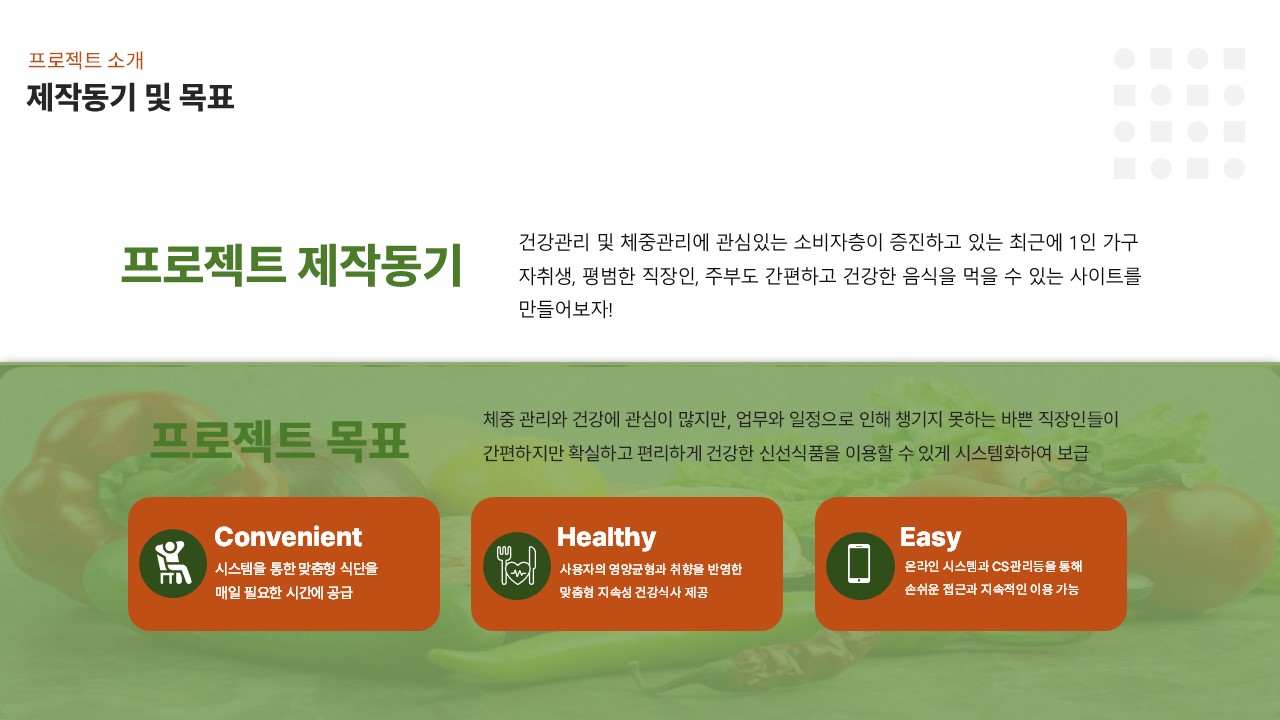 프로젝트 소개
제작동기 및 목표
프로젝트 제작동기
건강관리 및 체중관리에 관심있는 소비자층이 증진하고 있는 최근에 1인 가구
자취생, 평범한 직장인, 주부도 간편하고 건강한 음식을 먹을 수 있는 사이트를
만들어보자!
프로젝트 목표
체중 관리와 건강에 관심이 많지만, 업무와 일정으로 인해 챙기지 못하는 바쁜 직장인들이
간편하지만 확실하고 편리하게 건강한 신선식품을 이용할 수 있게 시스템화하여 보급
Convenient
시스템을 통한 맞춤형 식단을
매일 필요한 시간에 공급
Healthy
사용자의 영양균형과 취향을 반영한
맞춤형 지속성 건강식사 제공
Easy
온라인 시스템과 CS관리등을 통해
손쉬운 접근과 지속적인 이용 가능